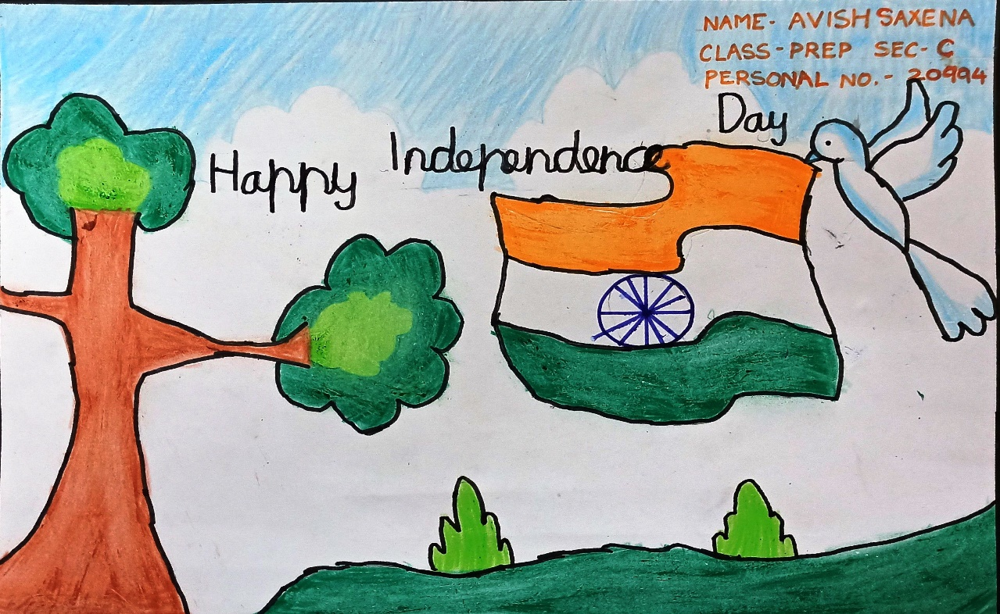 NAME- AVISH SAXENA
CLASS-PREP SEC- C
PERSONAL NO.- 20994
Happy Independence Day